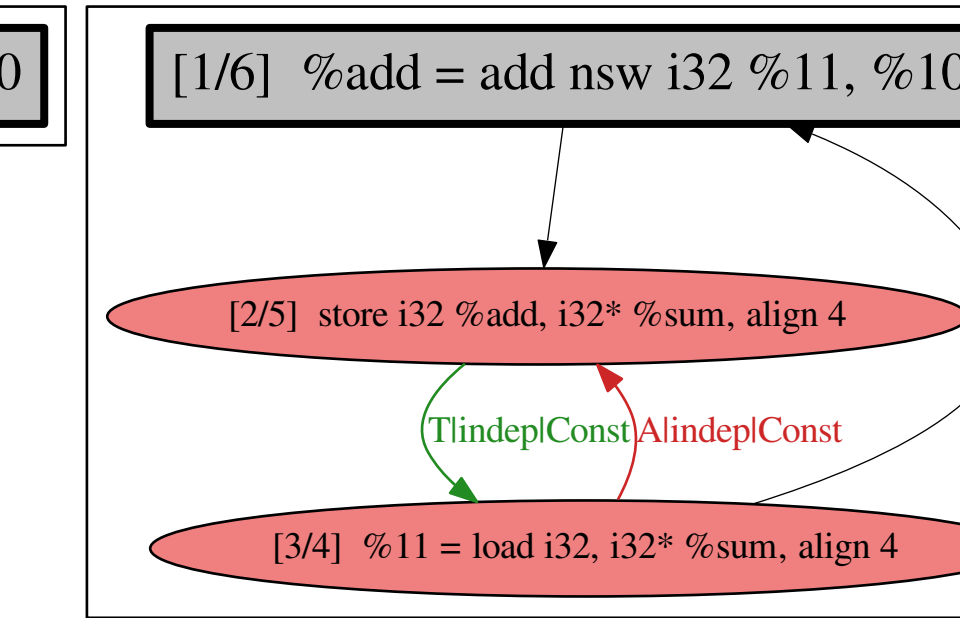 0
[1/6] %add = add nsw i32 %11, %10
[2/5] store i32 %add, i32* %sum, align 4
T|indep|Const A|indep|Const
[3/4] %11 = load i32, i32* %sum, align 4